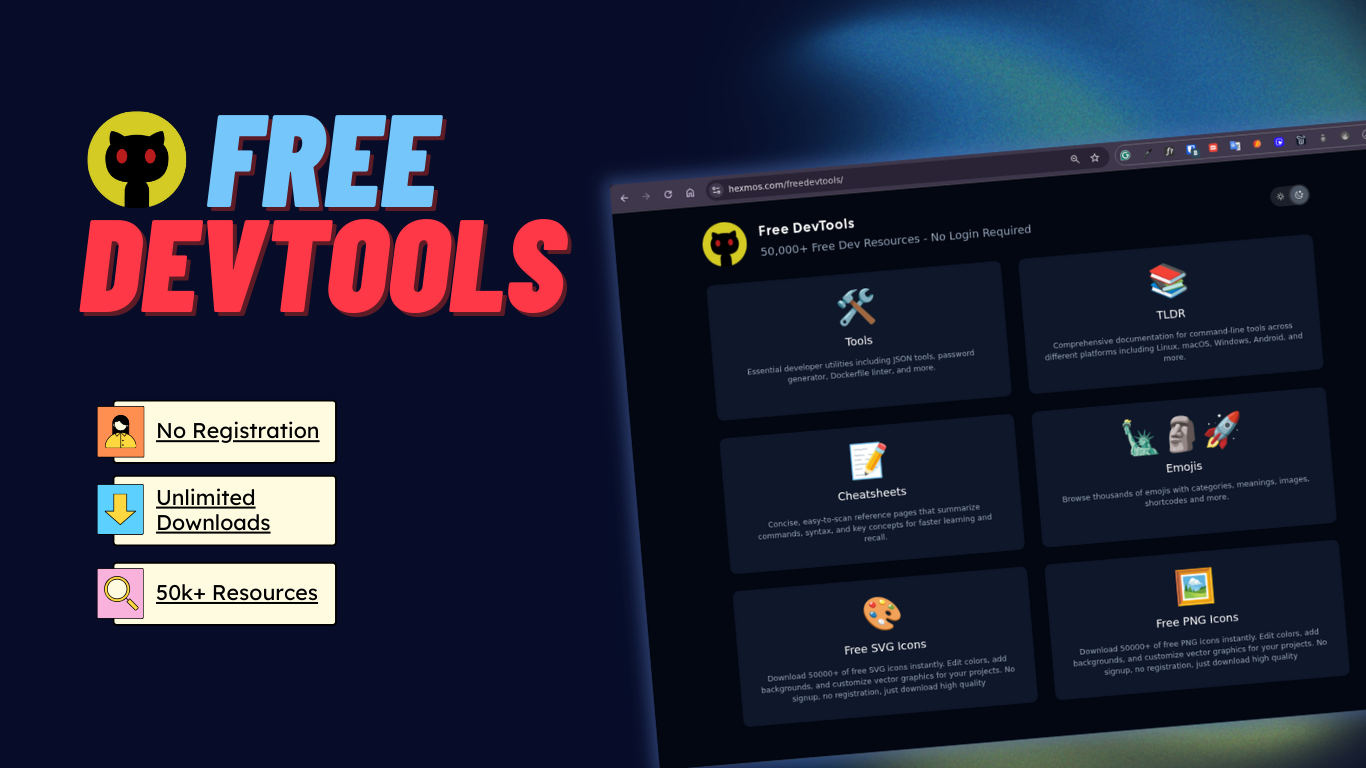 FREE
DEVTOOLS
No Registration
Unlimited
Downloads
50k+ Resources
hexmos.com/freedevtools/
Free DevTools
50,000+ Free Dev Resources - No Login Required
Tools
Essential developer utilities including JSON tools, password
generator, Dockerfile linter, and more.
TLDR
Comprehensive documentation for command-line tools across
different platforms including Linux, macOS, Windows, Android, and
more.
Cheatsheets
Concise, easy-to-scan reference pages that summarize
commands, syntax, and key concepts for faster learning and
recall.
Emojis
Browse thousands of emojis with categories, meanings, images,
shortcodes and more.
Free SVG Icons
Download 50000+ of free SVG icons instantly. Edit colors, add
backgrounds, and customize vector graphics for your projects. No
signup, no registration, just download high quality
Free PNG Icons
Download 50000+ of free PNG icons instantly. Edit colors, add
backgrounds, and customize vector graphics for your projects. No
signup, no registration, just download high quality